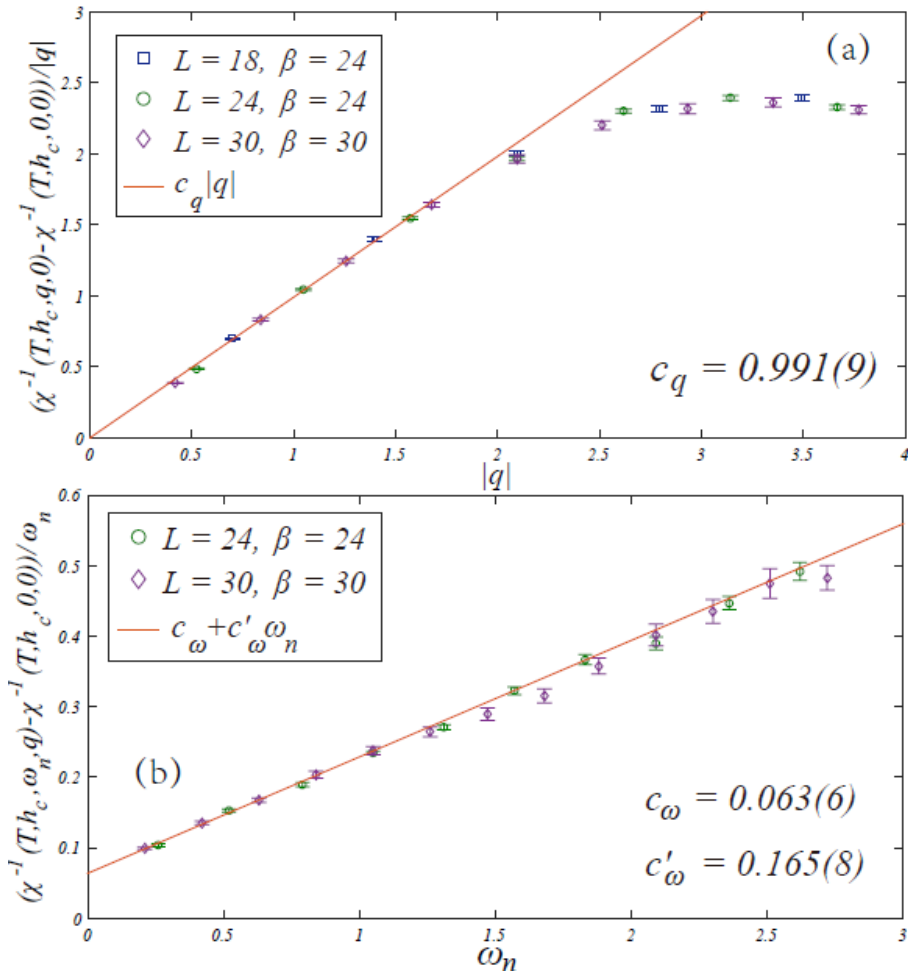 (χ⁻¹(T,h_c,q,0)-χ⁻¹(T,h_c,0,0))/|q|
3
2.5
2
1.5
1
0.5
0
(a)
L = 18, β = 24
L = 24, β = 24
L = 30, β = 30
c_q|q|
c_q = 0.991(9)
0 0.5 1 1.5 2 2.5 3 3.5 4
|q|
(χ⁻¹(T,h_c,ω_n,q)-χ⁻¹(T,h_c,0,0))/ω_n
0.6
0.5
0.4
0.3
0.2
0.1
0
L = 24, β = 24
L = 30, β = 30
c_ω+c'_ω ω_n
(b)
c_ω = 0.063(6)
c'_ω = 0.165(8)
0 0.5 1 1.5 2 2.5 3
ω_n